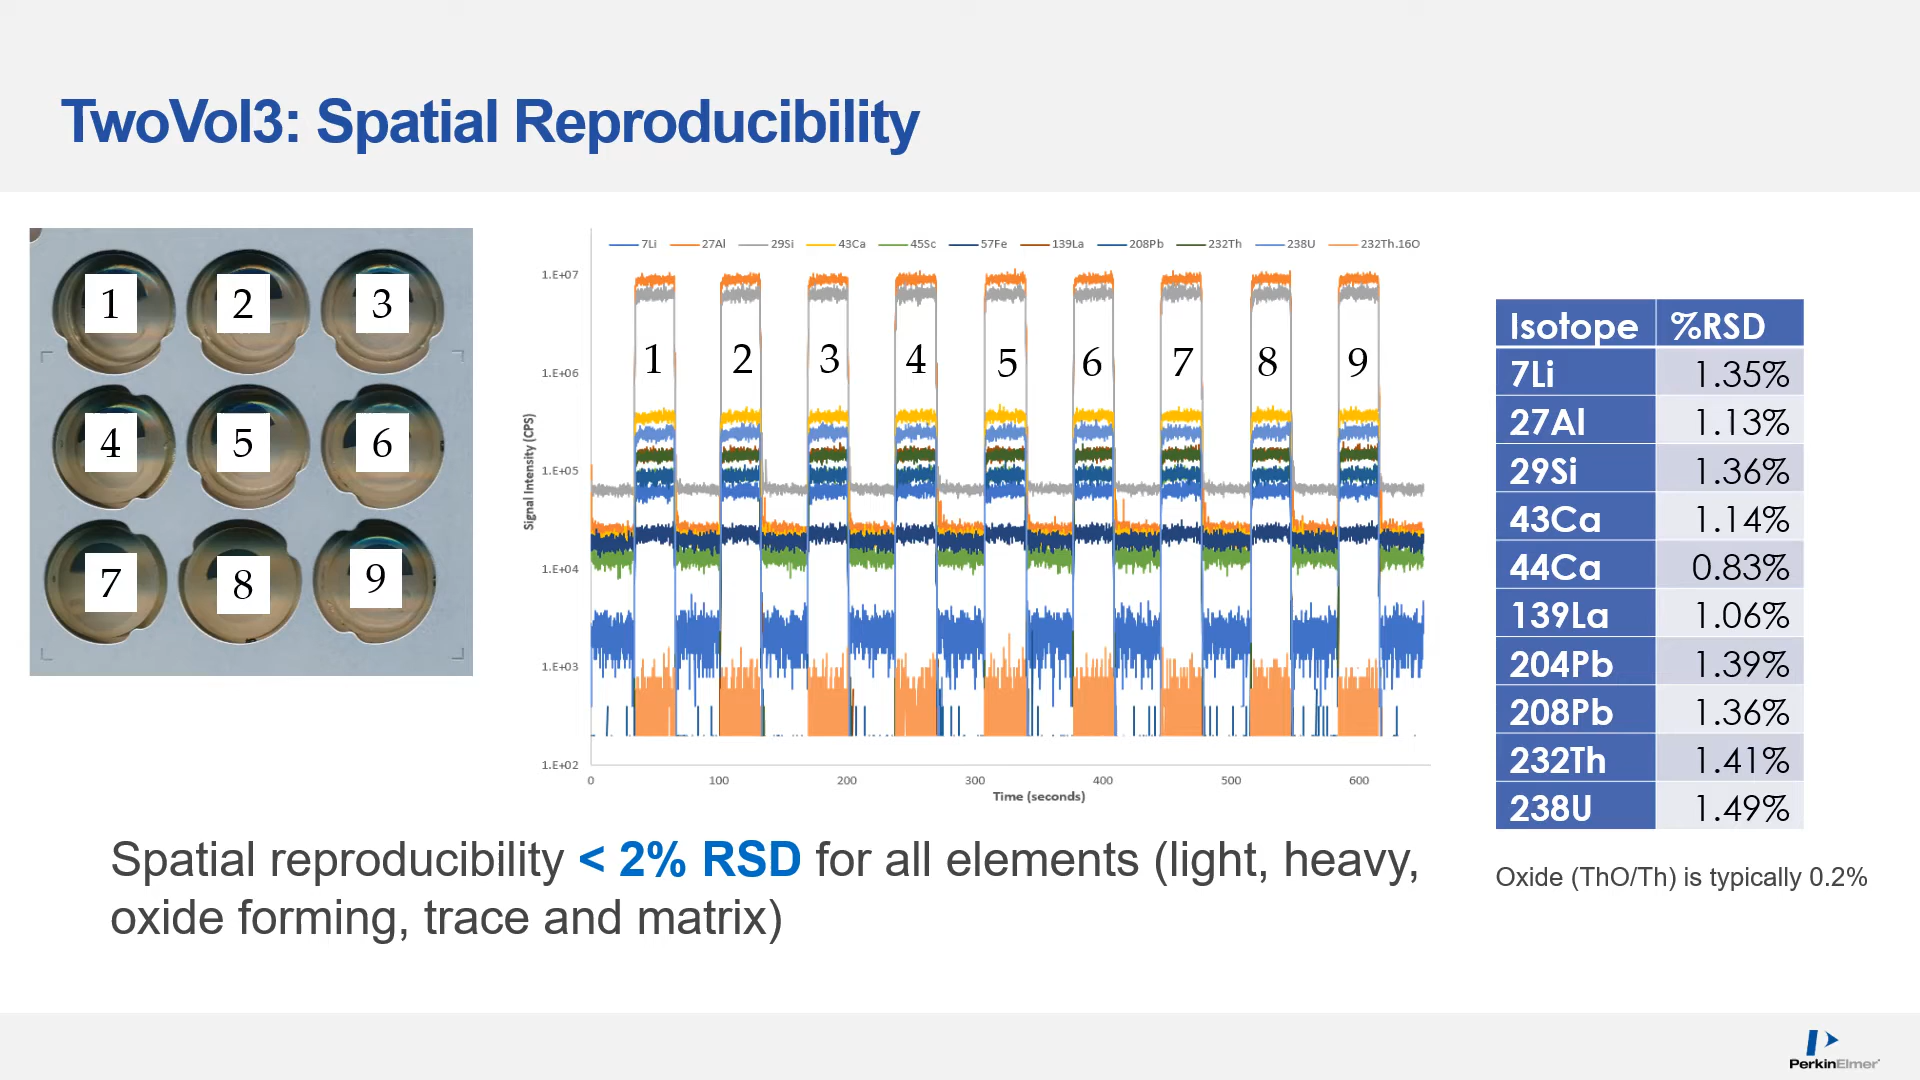 TwoVol3: Spatial Reproducibility
1 2 3
4 5 6
7 8 9
7Li 27Al 29Si 43Ca 45Sc 57Fe 139La 208Pb 232Th 238U 232Th.16O
1.E+07
1.E+06
1.E+05
1.E+04
1.E+03
1.E+02
Signal Intensity (CPS)
1 2 3 4 5 6 7 8 9
0 100 200 300 400 500 600
Time (seconds)
Isotope %RSD
7Li 1.35%
27Al 1.13%
29Si 1.36%
43Ca 1.14%
44Ca 0.83%
139La 1.06%
204Pb 1.39%
208Pb 1.36%
232Th 1.41%
238U 1.49%
Oxide (ThO/Th) is typically 0.2%
Spatial reproducibility < 2% RSD for all elements (light, heavy,
oxide forming, trace and matrix)
PerkinElmer